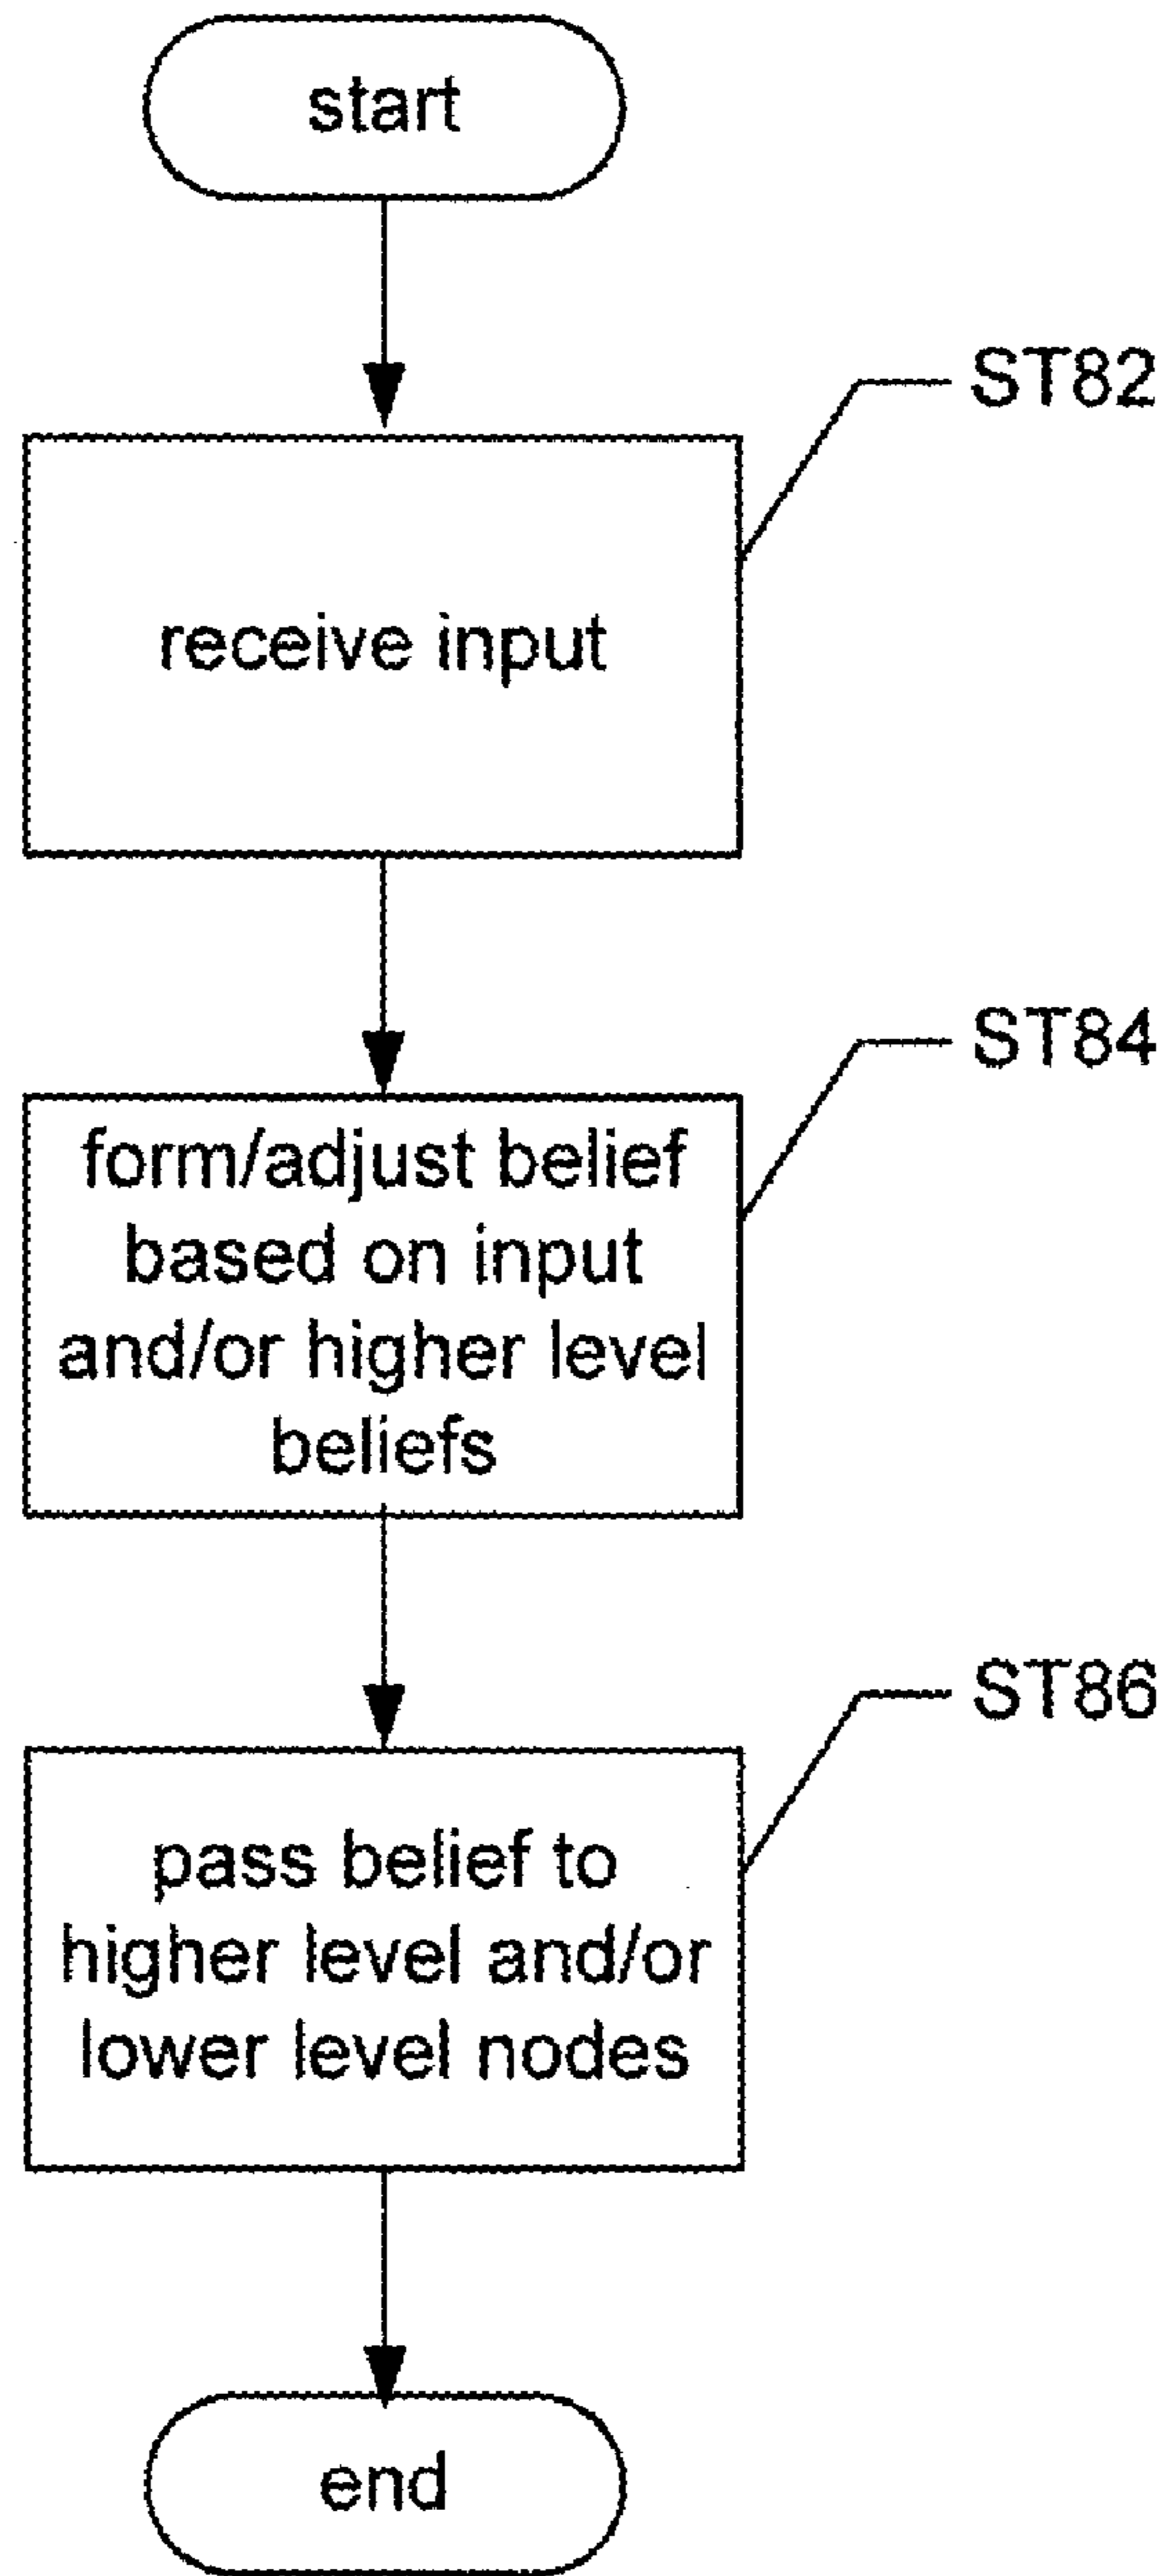 start
ST82
receive input
ST84
form/adjust belief
based on input
and/or higher level
beliefs
ST86
pass belief to
higher level and/or
lower level nodes
end